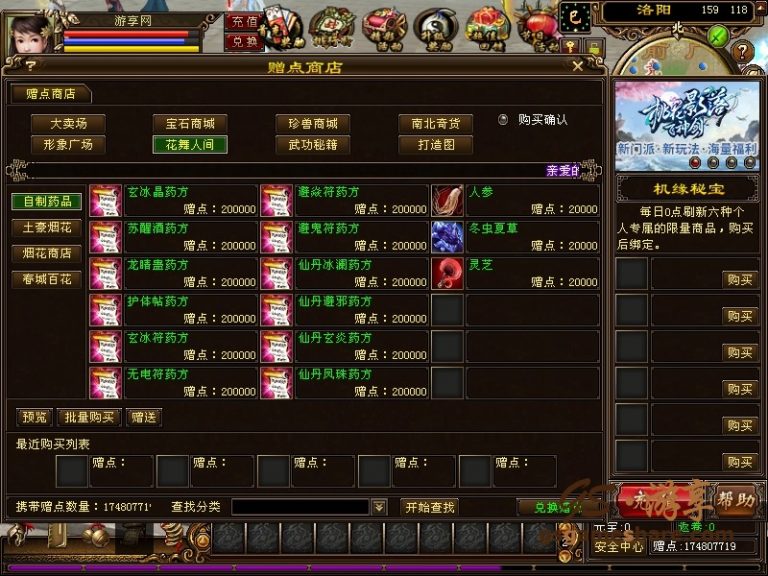 游享网
充值
兑换
洛阳 159 118
北
赠点商店
赠点商店
大卖场 宝石商城 珍兽商城 南北奇货 购买确认
形象广场 花舞人间 武功秘籍 打造图
亲爱的
自制药品
土豪烟花
烟花商店
春城百花
玄冰晶药方 避焱符药方 人参
赠点：200000 赠点：200000 赠点：20000
苏醒酒药方 避鬼符药方 冬虫夏草
赠点：200000 赠点：200000 赠点：20000
龙睛蛊药方 仙丹冰澜药方 灵芝
赠点：200000 赠点：200000 赠点：20000
护体帖药方 仙丹避邪药方
赠点：200000 赠点：200000
玄冰符药方 仙丹玄炎药方
赠点：200000 赠点：200000
无电符药方 仙丹风珠药方
赠点：200000 赠点：200000
预览 批量购买 赠送
最近购买列表
赠点： 赠点： 赠点： 赠点： 赠点：
携带赠点数量：17480771 查找分类 开始查找 兑换赠
新门派·新玩法·海量福利
机缘秘宝
每日0点刷新六种个
人专属的限量商品，购买
后绑定。
购买
购买
购买
购买
购买
购买
游享
帮助
元宝:0
安全中心 赠点:174807719